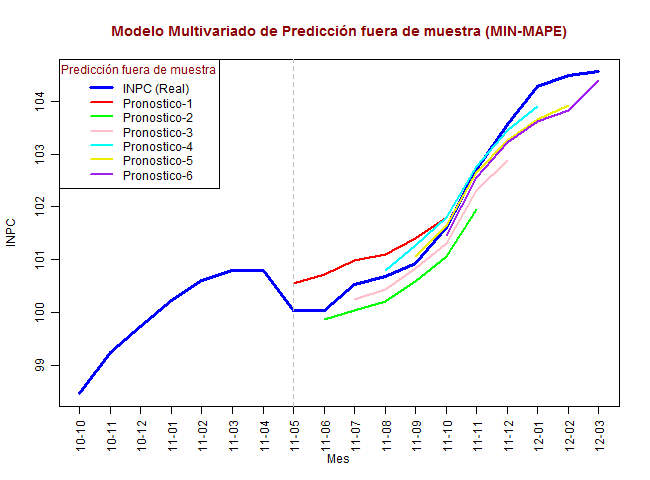 Modelo Multivariado de Predicción fuera de muestra (MIN-MAPE)
Predicción fuera de muestra
INPC (Real)
Pronostico-1
Pronostico-2
Pronostico-3
Pronostico-4
Pronostico-5
Pronostico-6
INPC
104
103
102
101
100
99
10-10
10-11
10-12
11-01
11-02
11-03
11-04
11-05
11-06
11-07
11-08
11-09
11-10
11-11
11-12
12-01
12-02
12-03
Mes